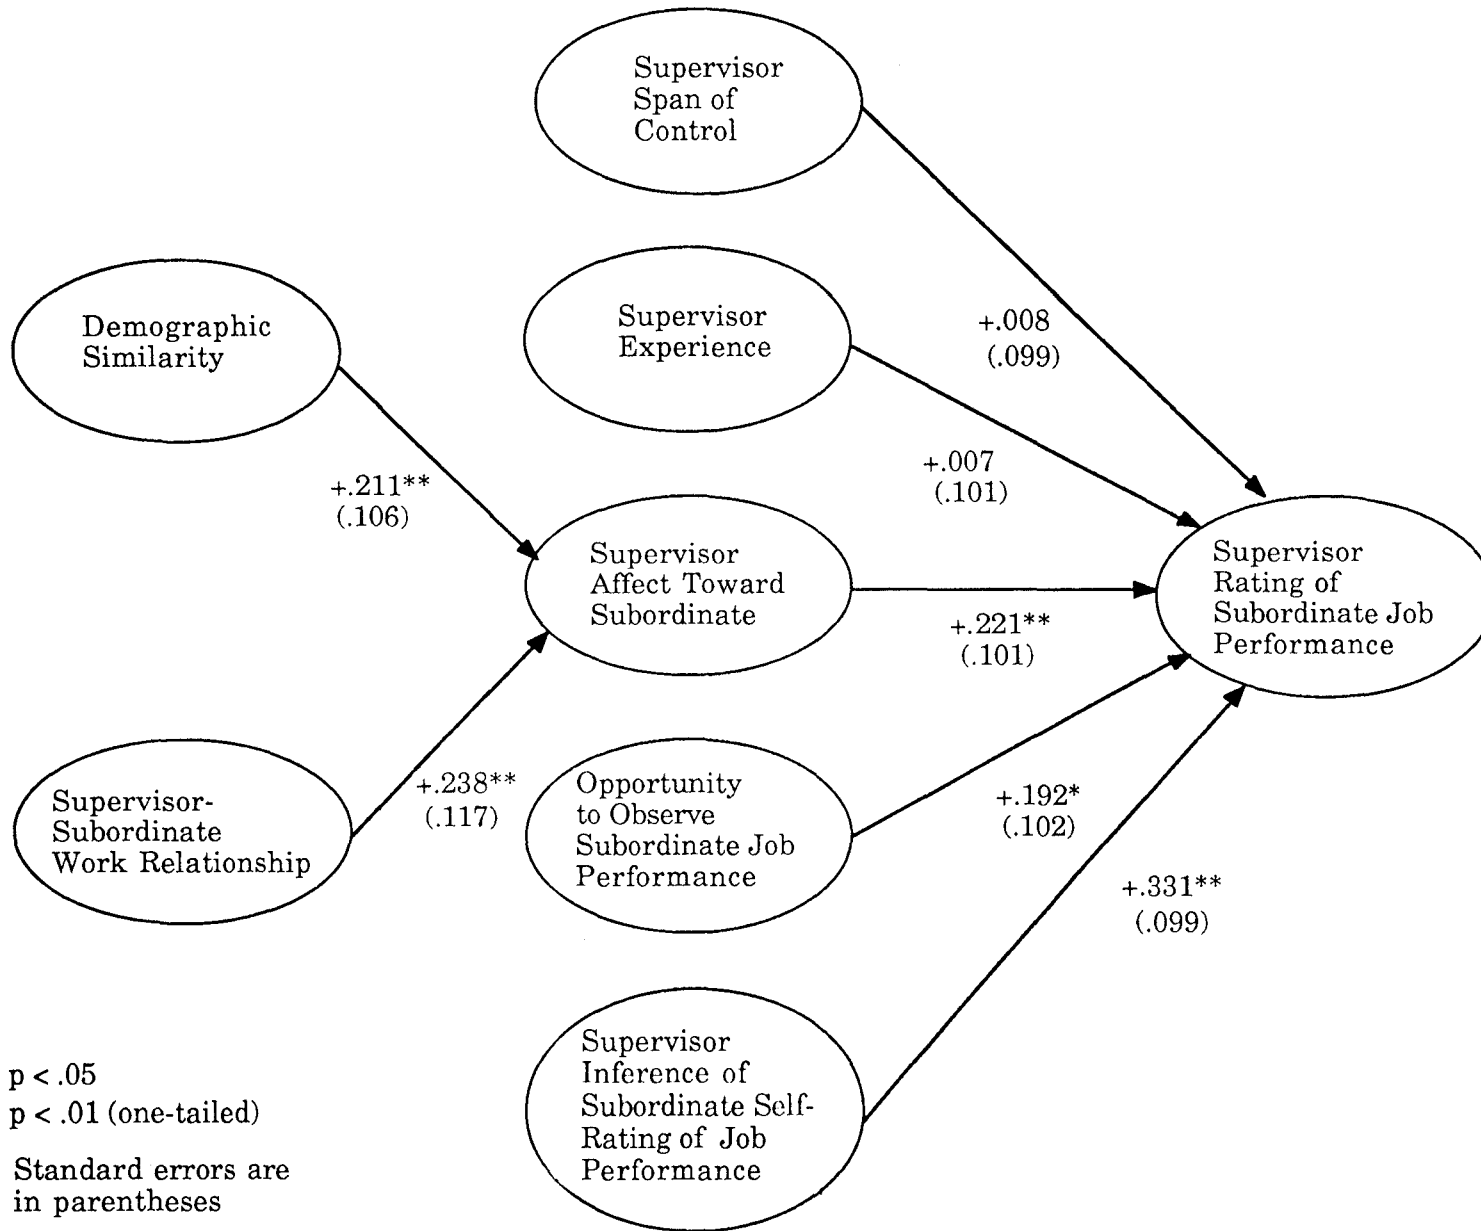 Supervisor
Span of
Control
Supervisor
Experience
Demographic
Similarity
+.008
(.099)
+.007
(.101)
+.211**
(.106)
Supervisor
Affect Toward
Subordinate
Supervisor
Rating of
Subordinate Job
Performance
+.221**
(.101)
Supervisor-
Subordinate
Work Relationship
+.238**
(.117)
Opportunity
to Observe
Subordinate Job
Performance
+.192*
(.102)
+.331**
(.099)
Supervisor
Inference of
Subordinate Self-
Rating of Job
Performance
p < .05
p < .01 (one-tailed)
Standard errors are
in parentheses